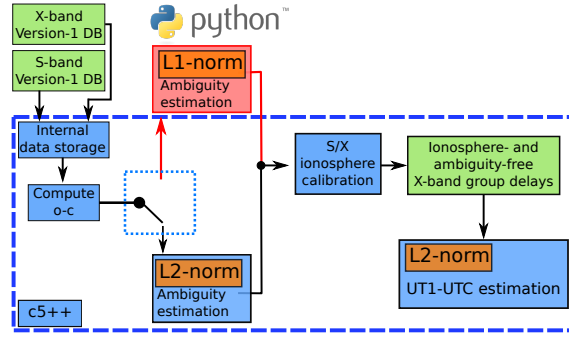 X-band
Version-1 DB
S-band
Version-1 DB
python™
L1-norm
Ambiguity
estimation
Internal
data storage
Compute
o-c
L2-norm
Ambiguity
estimation
S/X
ionosphere
calibration
Ionosphere- and
ambiguity-free
X-band group delays
L2-norm
UT1-UTC estimation
c5++